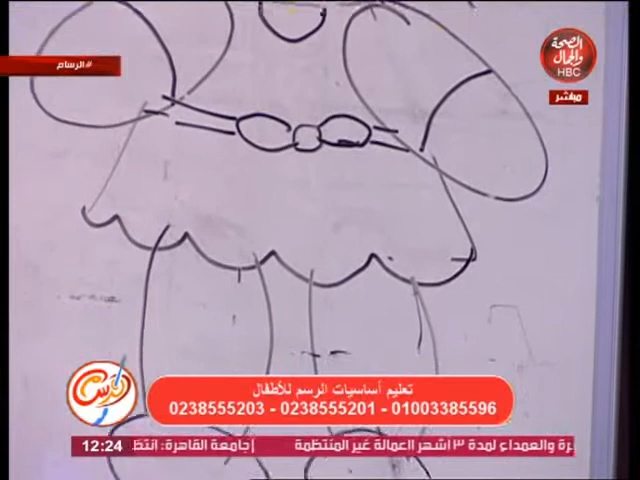 #الرسام
الصحة
والجمال
HBC
مباشر
تعليم أساسيات الرسم للأطفال
0238555203 - 0238555201 - 01003385596
12:24
رة والعمداء لمدة ٣ اشهر العمالة غير المنتظمة
جامعة القاهرة: انتظ